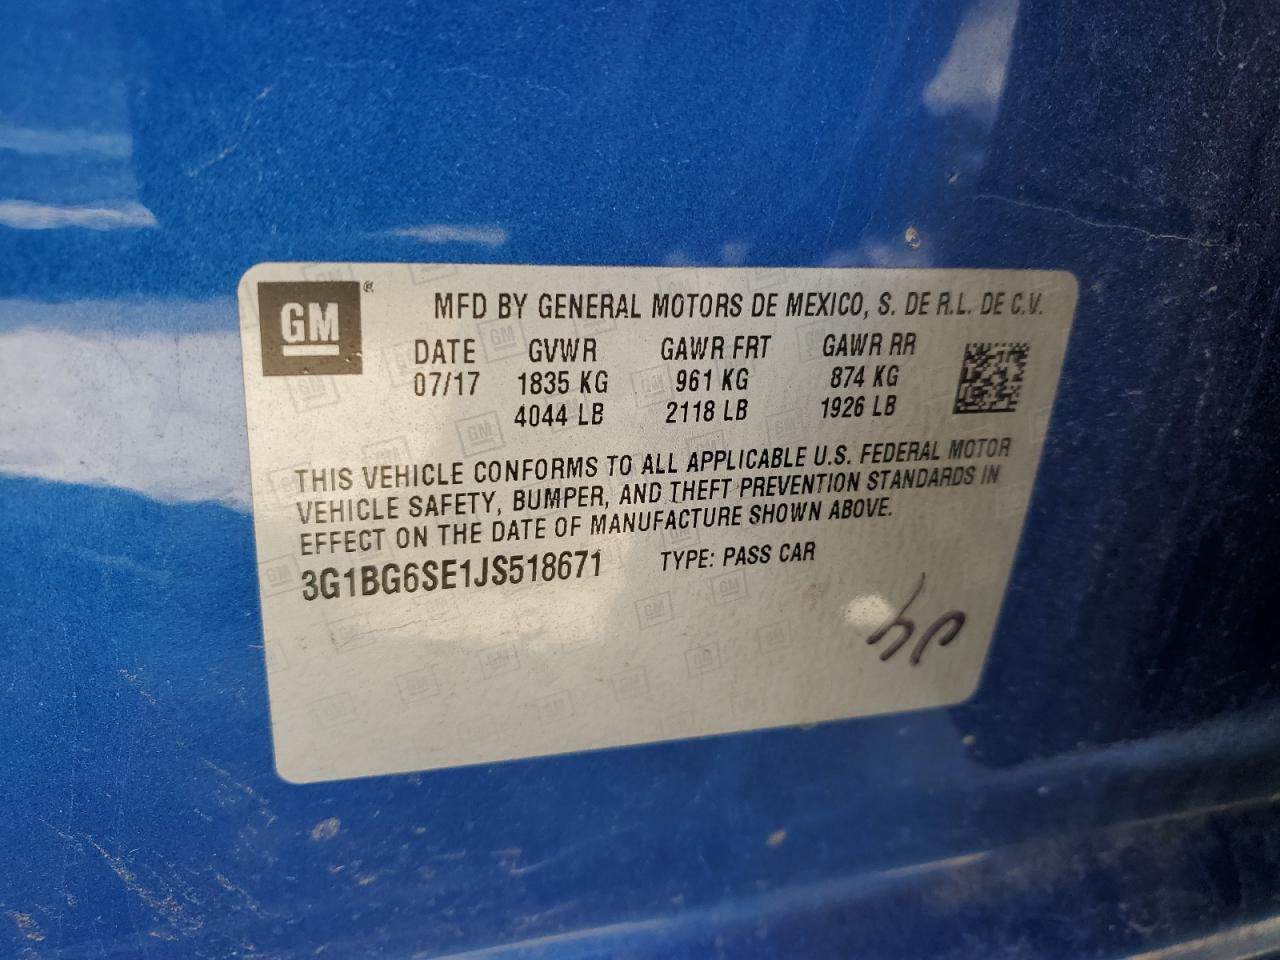 GM ®
MFD BY GENERAL MOTORS DE MEXICO, S. DE R.L. DE C.V.
DATE GVWR GAWR FRT GAWR RR
07/17 1835 KG 961 KG 874 KG
4044 LB 2118 LB 1926 LB
THIS VEHICLE CONFORMS TO ALL APPLICABLE U.S. FEDERAL MOTOR
VEHICLE SAFETY, BUMPER, AND THEFT PREVENTION STANDARDS IN
EFFECT ON THE DATE OF MANUFACTURE SHOWN ABOVE.
3G1BG6SE1JS518671 TYPE: PASS CAR